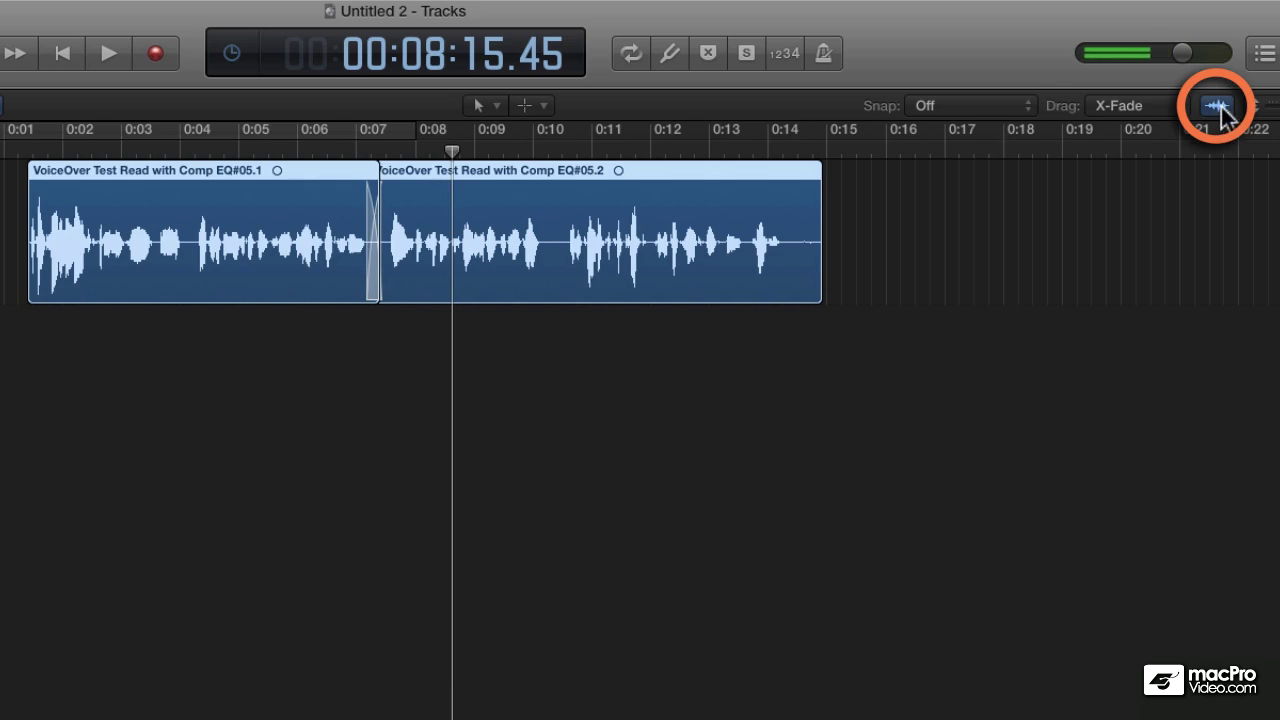 Untitled 2 - Tracks
00:08:15.45
S
1234
Snap: Off
Drag: X-Fade
0:01 0:02 0:03 0:04 0:05 0:06 0:07 0:08 0:09 0:10 0:11 0:12 0:13 0:14 0:15 0:16 0:17 0:18 0:19 0:20 0:21 0:22
VoiceOver Test Read with Comp EQ#05.1
VoiceOver Test Read with Comp EQ#05.2
macPro
Video.com